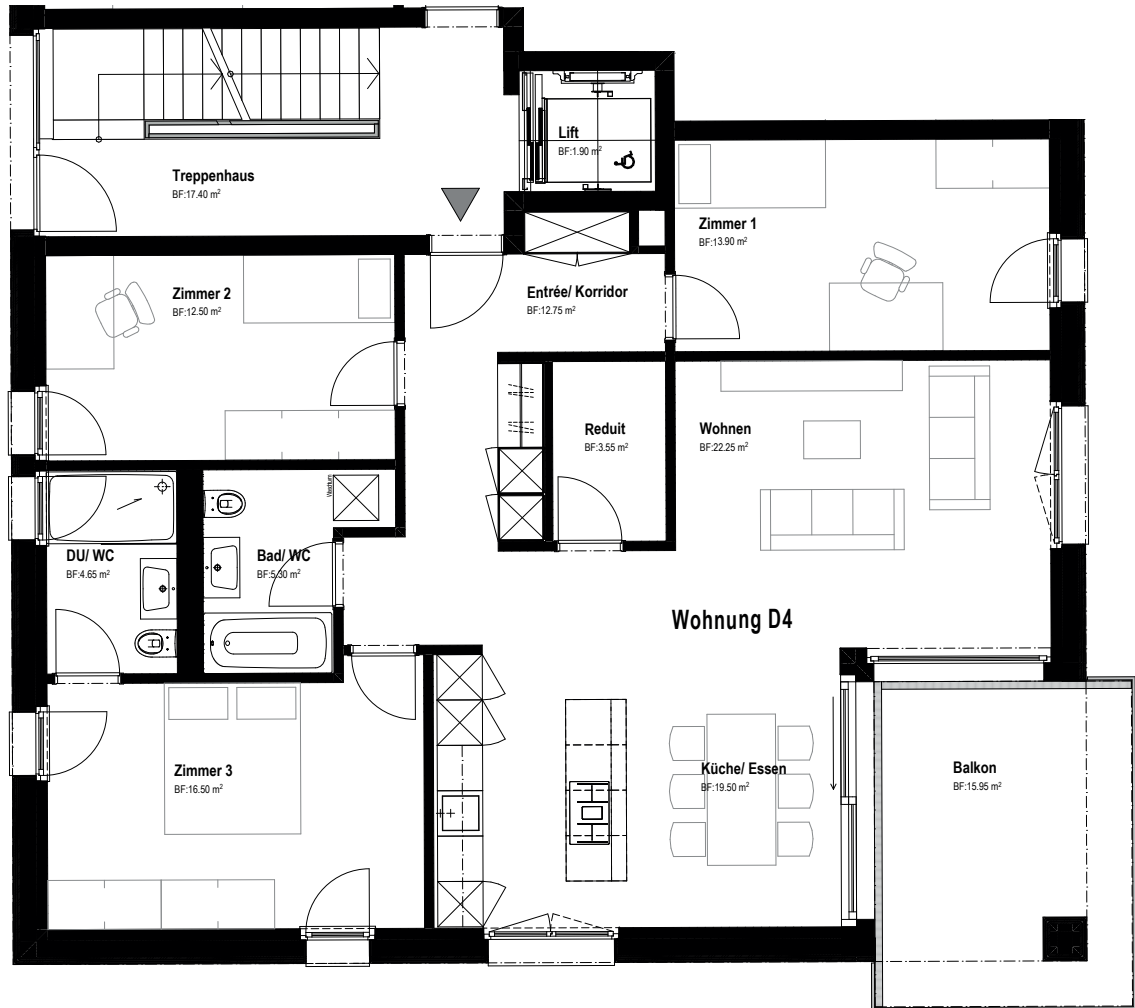 Lift
BF:1.90 m²
Treppenhaus
BF:17.40 m²
Zimmer 1
BF:13.90 m²
Zimmer 2
BF:12.50 m²
Entrée/ Korridor
BF:12.75 m²
Reduit
BF:3.55 m²
Wohnen
BF:22.25 m²
DU/ WC
BF:4.65 m²
Bad/ WC
BF:5.30 m²
Wohnung D4
Zimmer 3
BF:16.50 m²
Küche/ Essen
BF:19.50 m²
Balkon
BF:15.95 m²